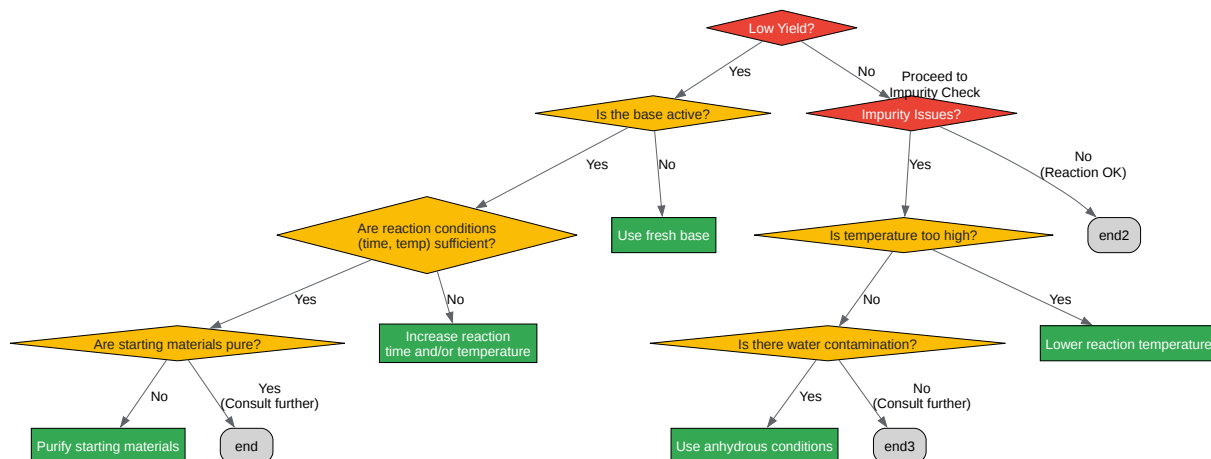 Low Yield?
Yes
No
Proceed to
Impurity Check
Is the base active?
Impurity Issues?
Yes
No
Yes
No
(Reaction OK)
Are reaction conditions
(time, temp) sufficient?
Use fresh base
Is temperature too high?
end2
Yes
No
No
Yes
Are starting materials pure?
Increase reaction
time and/or temperature
Is there water contamination?
Lower reaction temperature
No
Yes
(Consult further)
Yes
No
(Consult further)
Purify starting materials
end
Use anhydrous conditions
end3